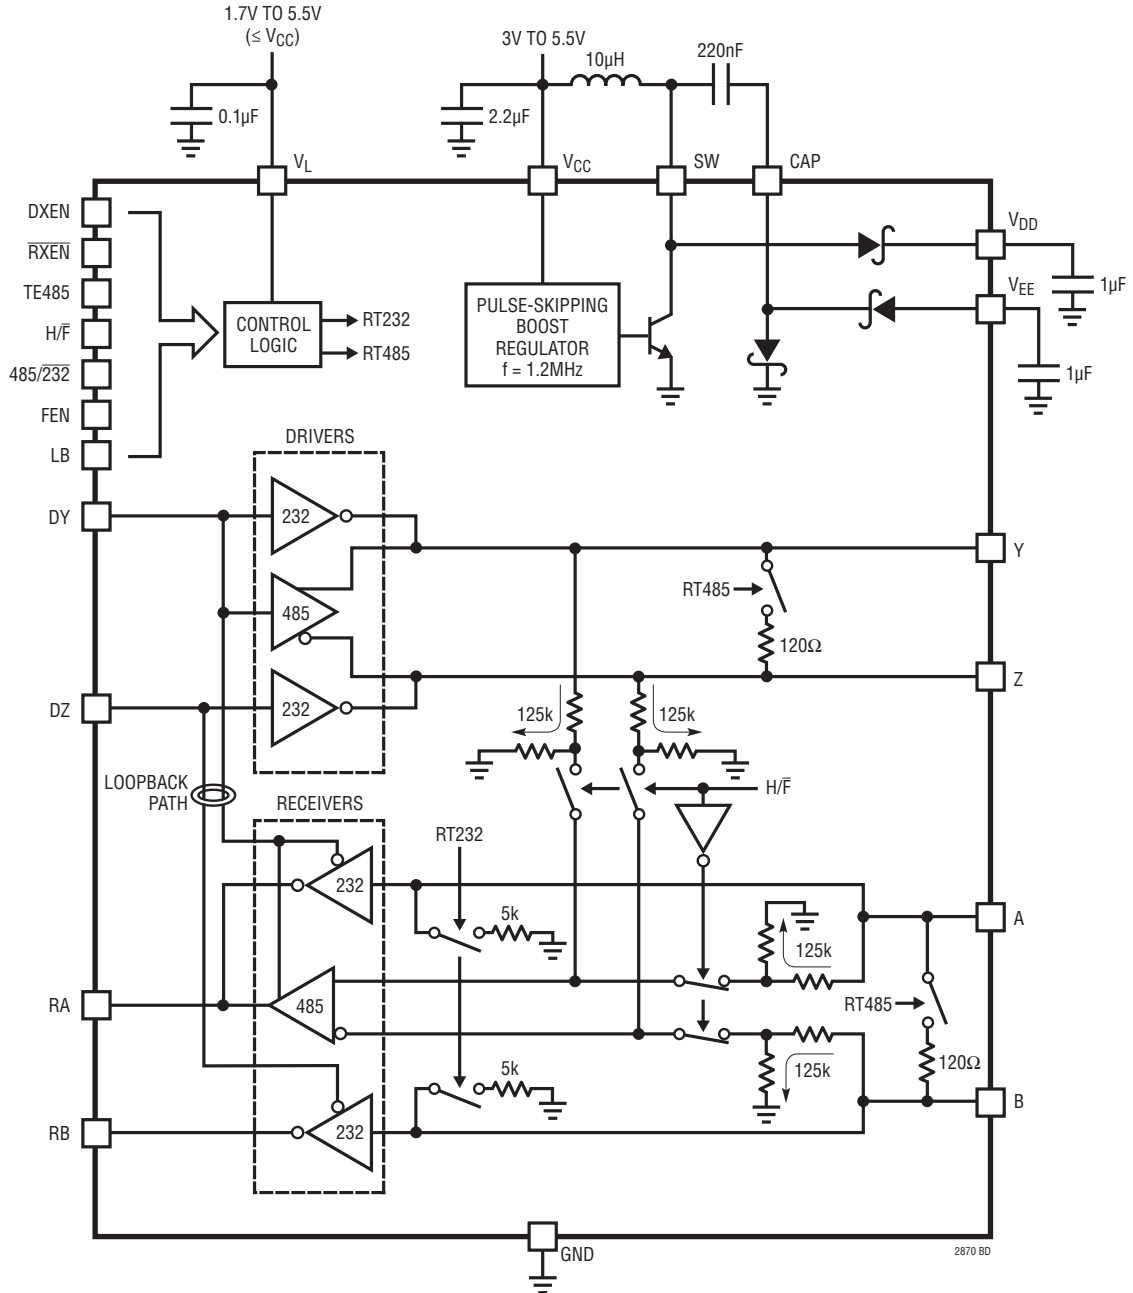 1.7V TO 5.5V
(≤ VCC)
3V TO 5.5V
10µH
220nF
0.1µF
2.2µF
VL
VCC
SW
CAP
DXEN
R̅X̅E̅N̅
TE485
H/F̅
485/2̅3̅2̅
FEN
LB
CONTROL
LOGIC
RT232
RT485
PULSE-SKIPPING
BOOST
REGULATOR
f = 1.2MHz
VDD
1µF
VEE
1µF
DRIVERS
DY
232
Y
RT485
485
120Ω
Z
DZ
232
125k
125k
LOOPBACK
PATH
H/F̅
RECEIVERS
RT232
232
5k
A
125k
RA
485
RT485
120Ω
5k
125k
B
RB
232
GND
2870 BD